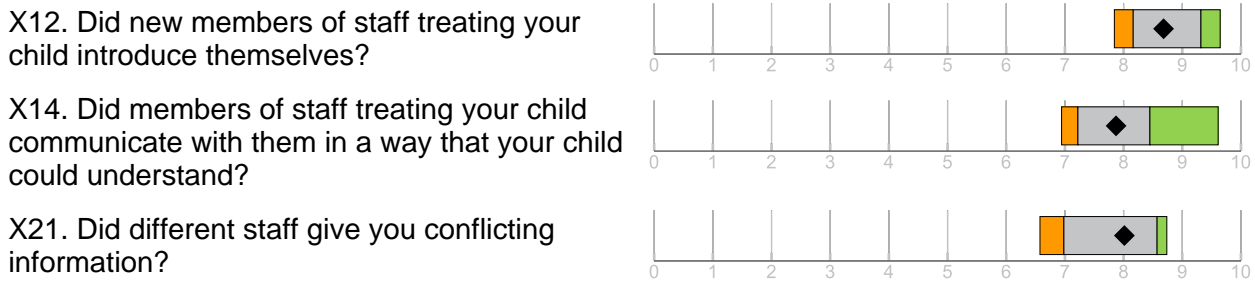 X12. Did new members of staff treating your
child introduce themselves?
0 1 2 3 4 5 6 7 8 9 10
X14. Did members of staff treating your child
communicate with them in a way that your child
could understand?
0 1 2 3 4 5 6 7 8 9 10
X21. Did different staff give you conflicting
information?
0 1 2 3 4 5 6 7 8 9 10